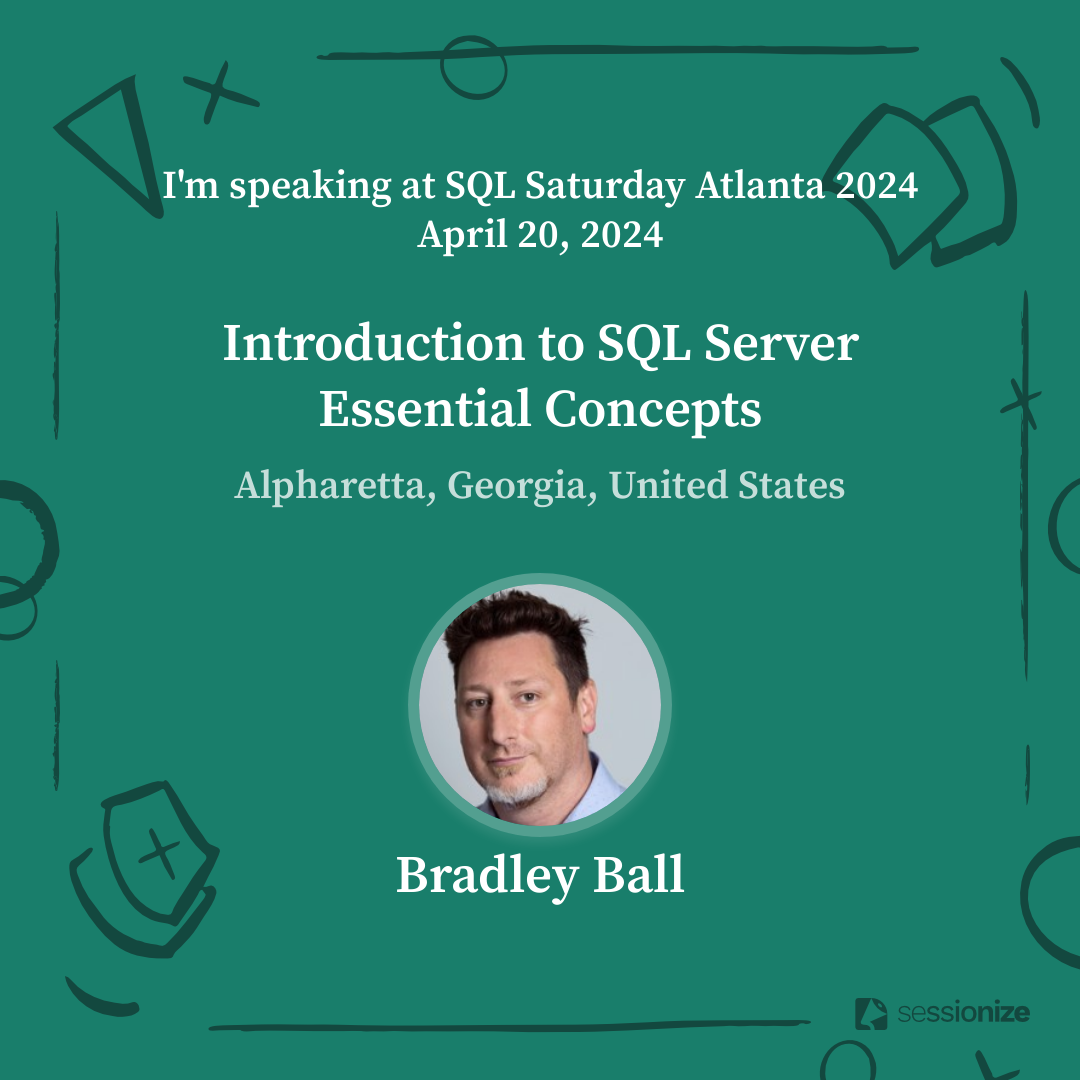 I'm speaking at SQL Saturday Atlanta 2024
April 20, 2024
Introduction to SQL Server
Essential Concepts
Alpharetta, Georgia, United States
Bradley Ball
sessionize